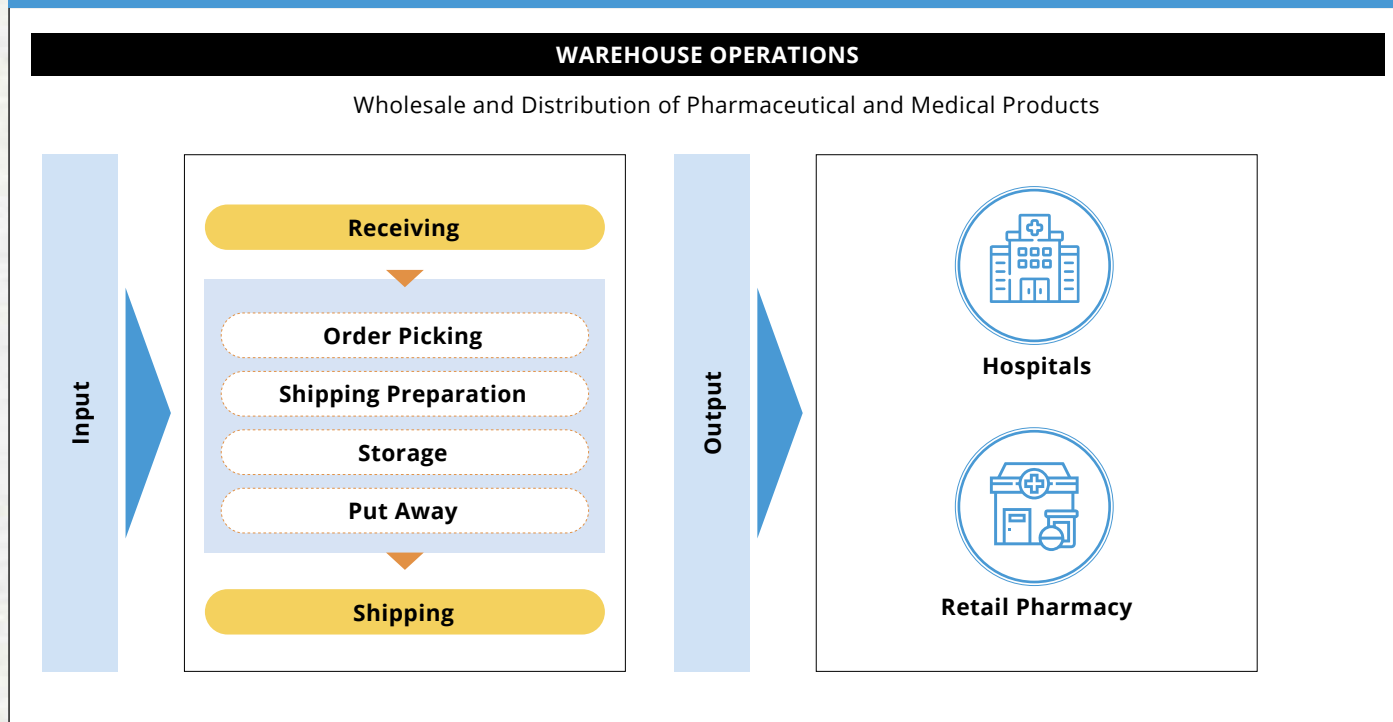 WAREHOUSE OPERATIONS
Wholesale and Distribution of Pharmaceutical and Medical Products
Input
Receiving
Order Picking
Shipping Preparation
Storage
Put Away
Shipping
Output
Hospitals
Retail Pharmacy